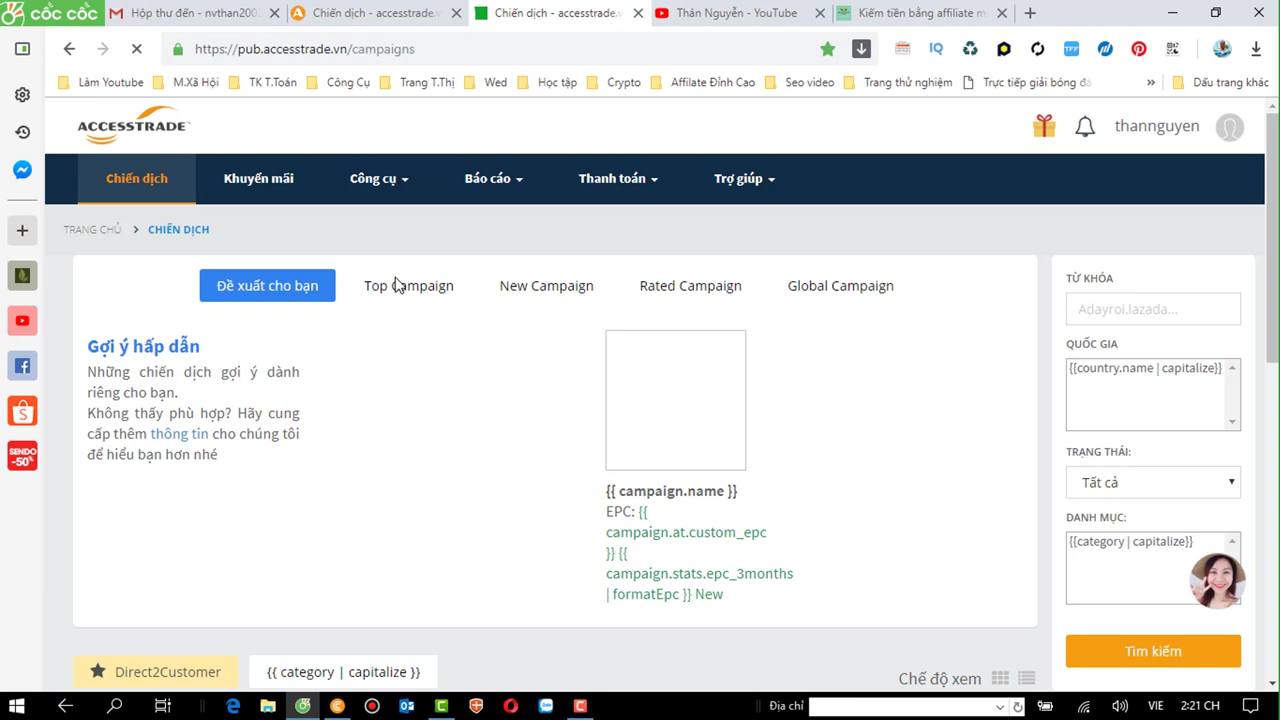 cốc cốc
Hộp thư đến - nvthan200
Chiến dịch - accesstrade.v
Chiến dịch - accesstrade.v
Thân Nguyễn - YouTube
Kiếm tiền bằng affiliate m
https://pub.accesstrade.vn/campaigns
Làm Youtube
M.Xã Hội
TK T.Toán
Công Cụ
Trang T.Thị
Wed
Học tập
Crypto
Affilate Đỉnh Cao
Seo video
Trang thử nghiệm
Trực tiếp giải bóng đá
Dấu trang khác
ACCESSTRADE
thannguyen
Chiến dịch
Khuyến mãi
Công cụ
Báo cáo
Thanh toán
Trợ giúp
TRANG CHỦ > CHIẾN DỊCH
Đề xuất cho bạn
Top Campaign
New Campaign
Rated Campaign
Global Campaign
Gợi ý hấp dẫn
Những chiến dịch gợi ý dành
riêng cho bạn.
Không thấy phù hợp? Hãy cung
cấp thêm thông tin cho chúng tôi
để hiểu bạn hơn nhé
{{ campaign.name }}
EPC: {{
campaign.at.custom_epc
}} {{
campaign.stats.epc_3months
| formatEpc }} New
TỪ KHÓA
Adayroi,lazada...
QUỐC GIA
{{country.name | capitalize}}
TRẠNG THÁI:
Tất cả
DANH MỤC:
{{category | capitalize}}
Tìm kiếm
Direct2Customer
{{ category | capitalize }}
Chế độ xem
SENDO
-50%
Địa chỉ
VIE
2:21 CH